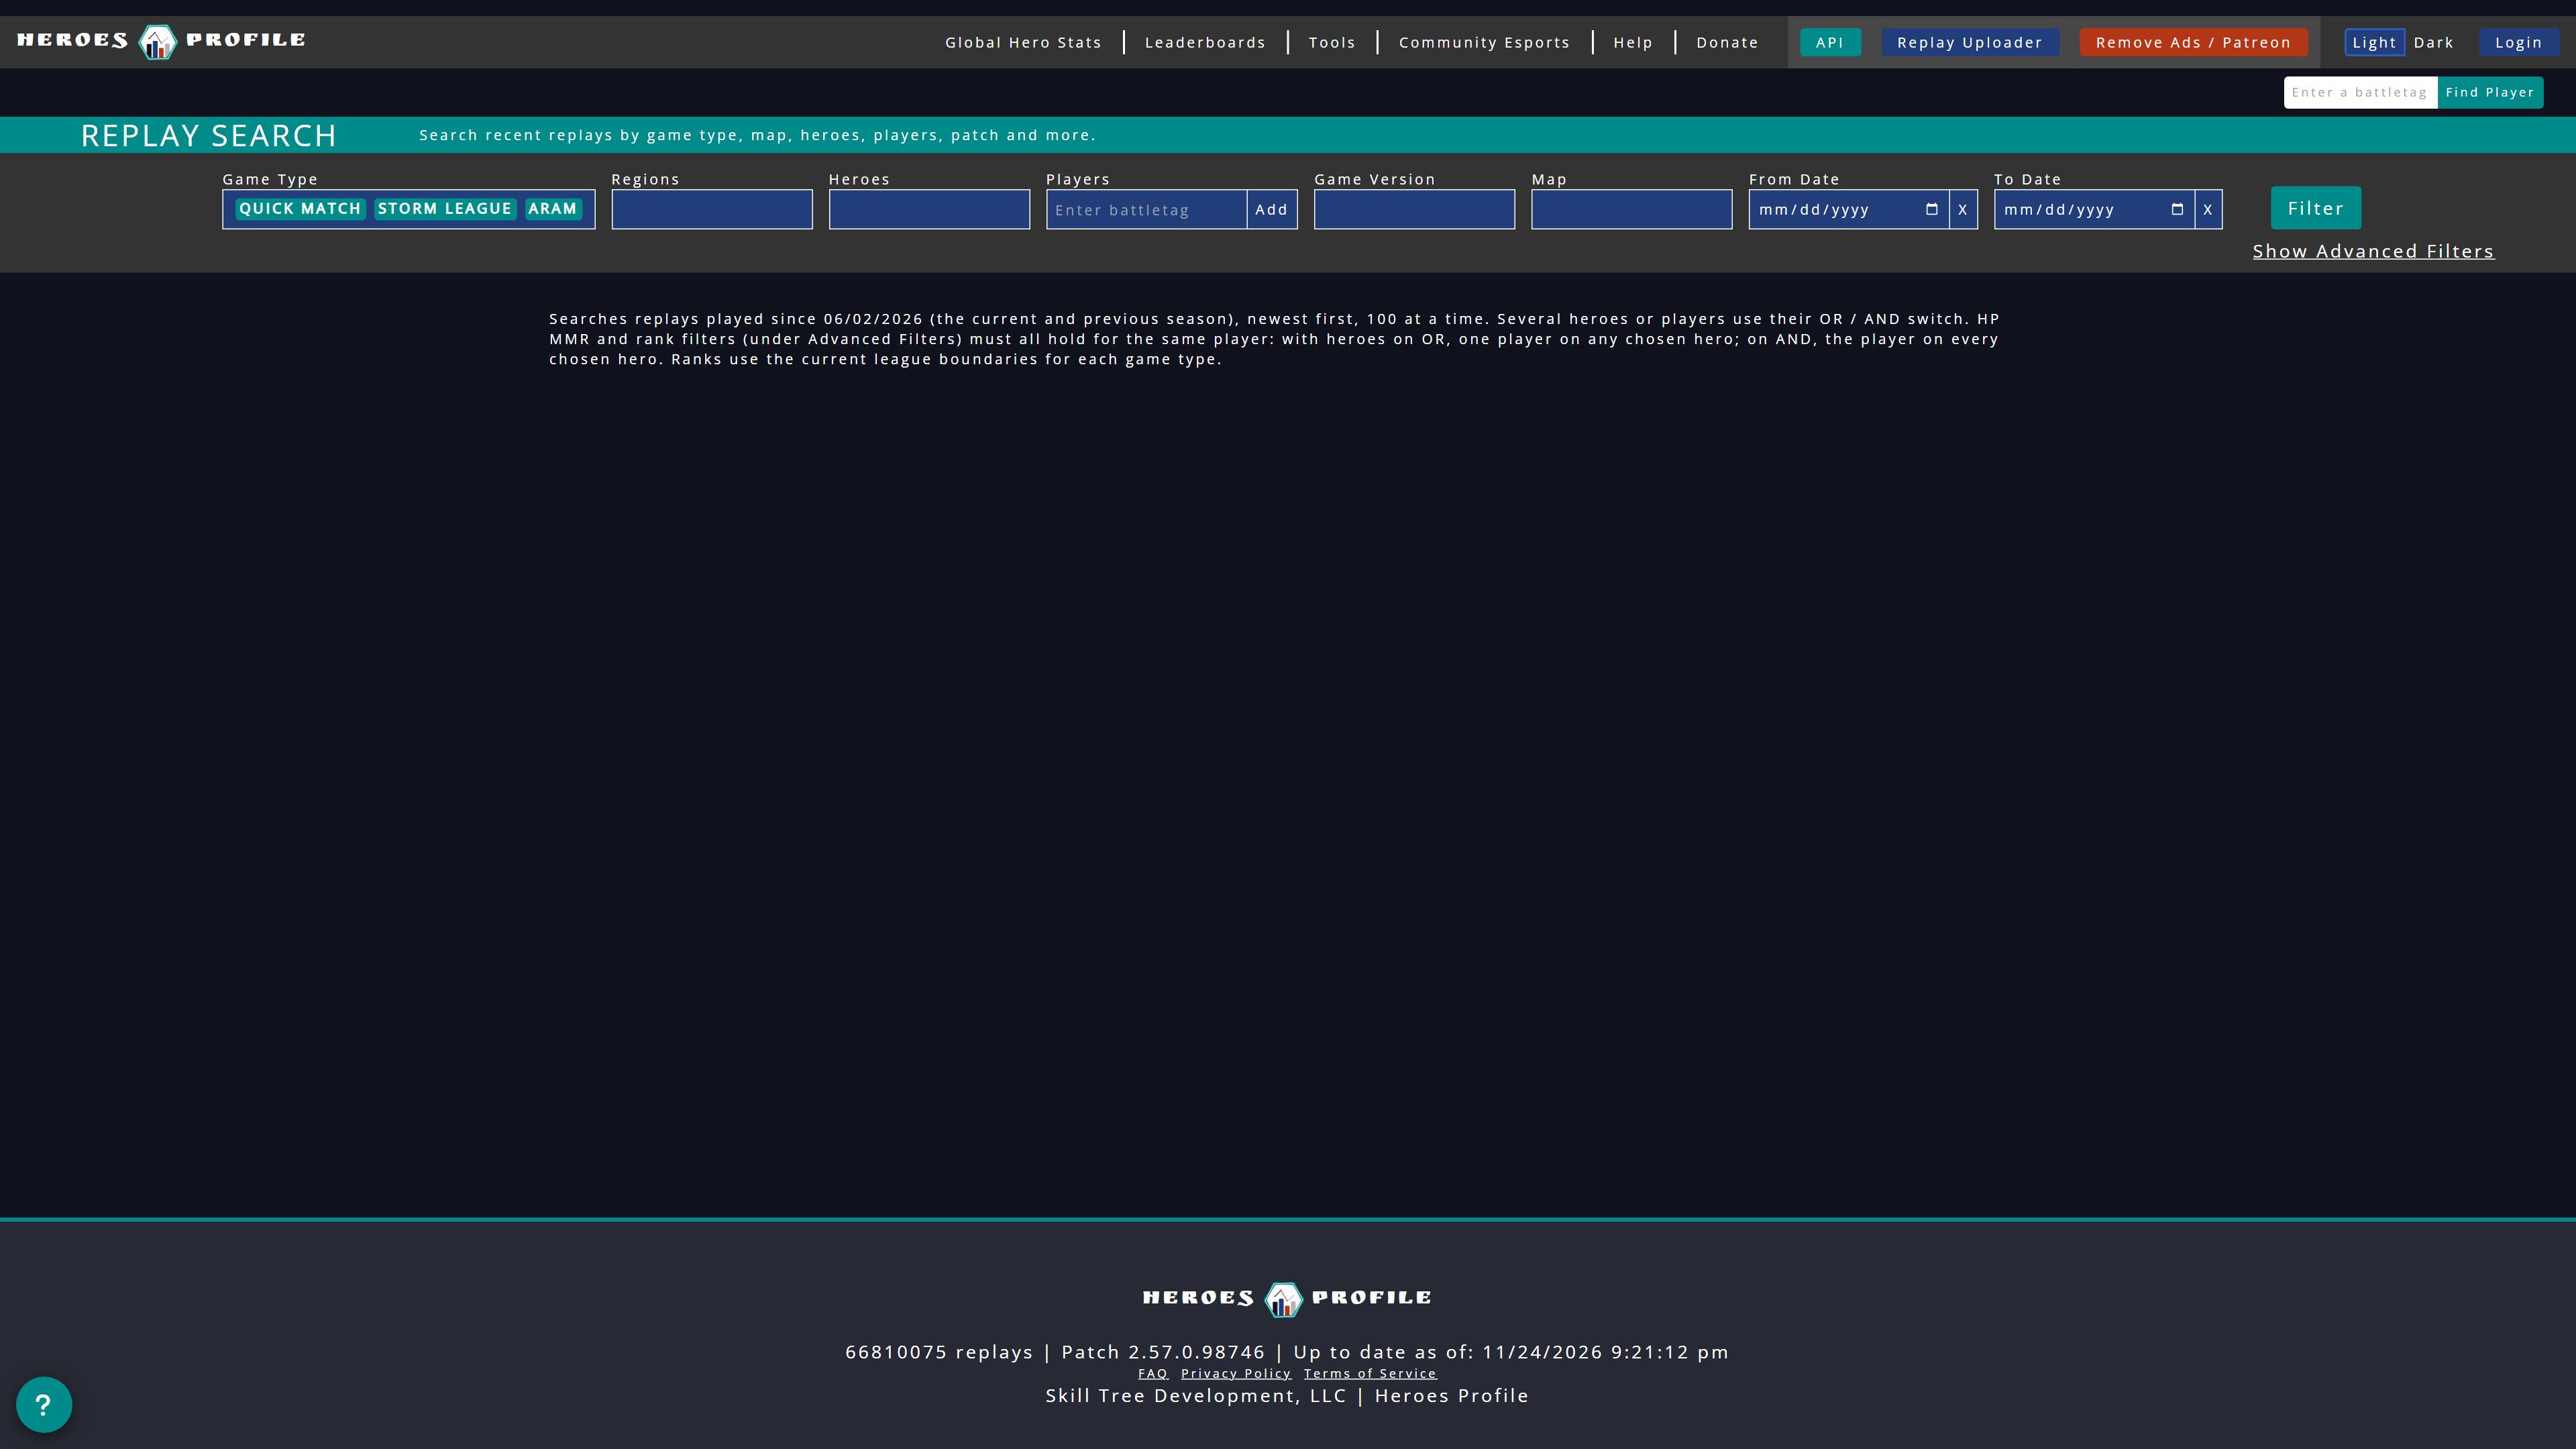 HEROES PROFILE
Global Hero Stats Leaderboards Tools Community Esports Help Donate API Replay Uploader Remove Ads / Patreon Light Dark Login
Enter a battletag Find Player
REPLAY SEARCH Search recent replays by game type, map, heroes, players, patch and more.
Game Type Regions Heroes Players Game Version Map From Date To Date
QUICK MATCH STORM LEAGUE ARAM Enter battletag Add mm/dd/yyyy X mm/dd/yyyy X Filter
Show Advanced Filters
Searches replays played since 06/02/2026 (the current and previous season), newest first, 100 at a time. Several heroes or players use their OR / AND switch. HP
MMR and rank filters (under Advanced Filters) must all hold for the same player: with heroes on OR, one player on any chosen hero; on AND, the player on every
chosen hero. Ranks use the current league boundaries for each game type.
HEROES PROFILE
66810075 replays | Patch 2.57.0.98746 | Up to date as of: 11/24/2026 9:21:12 pm
FAQ Privacy Policy Terms of Service
Skill Tree Development, LLC | Heroes Profile
?